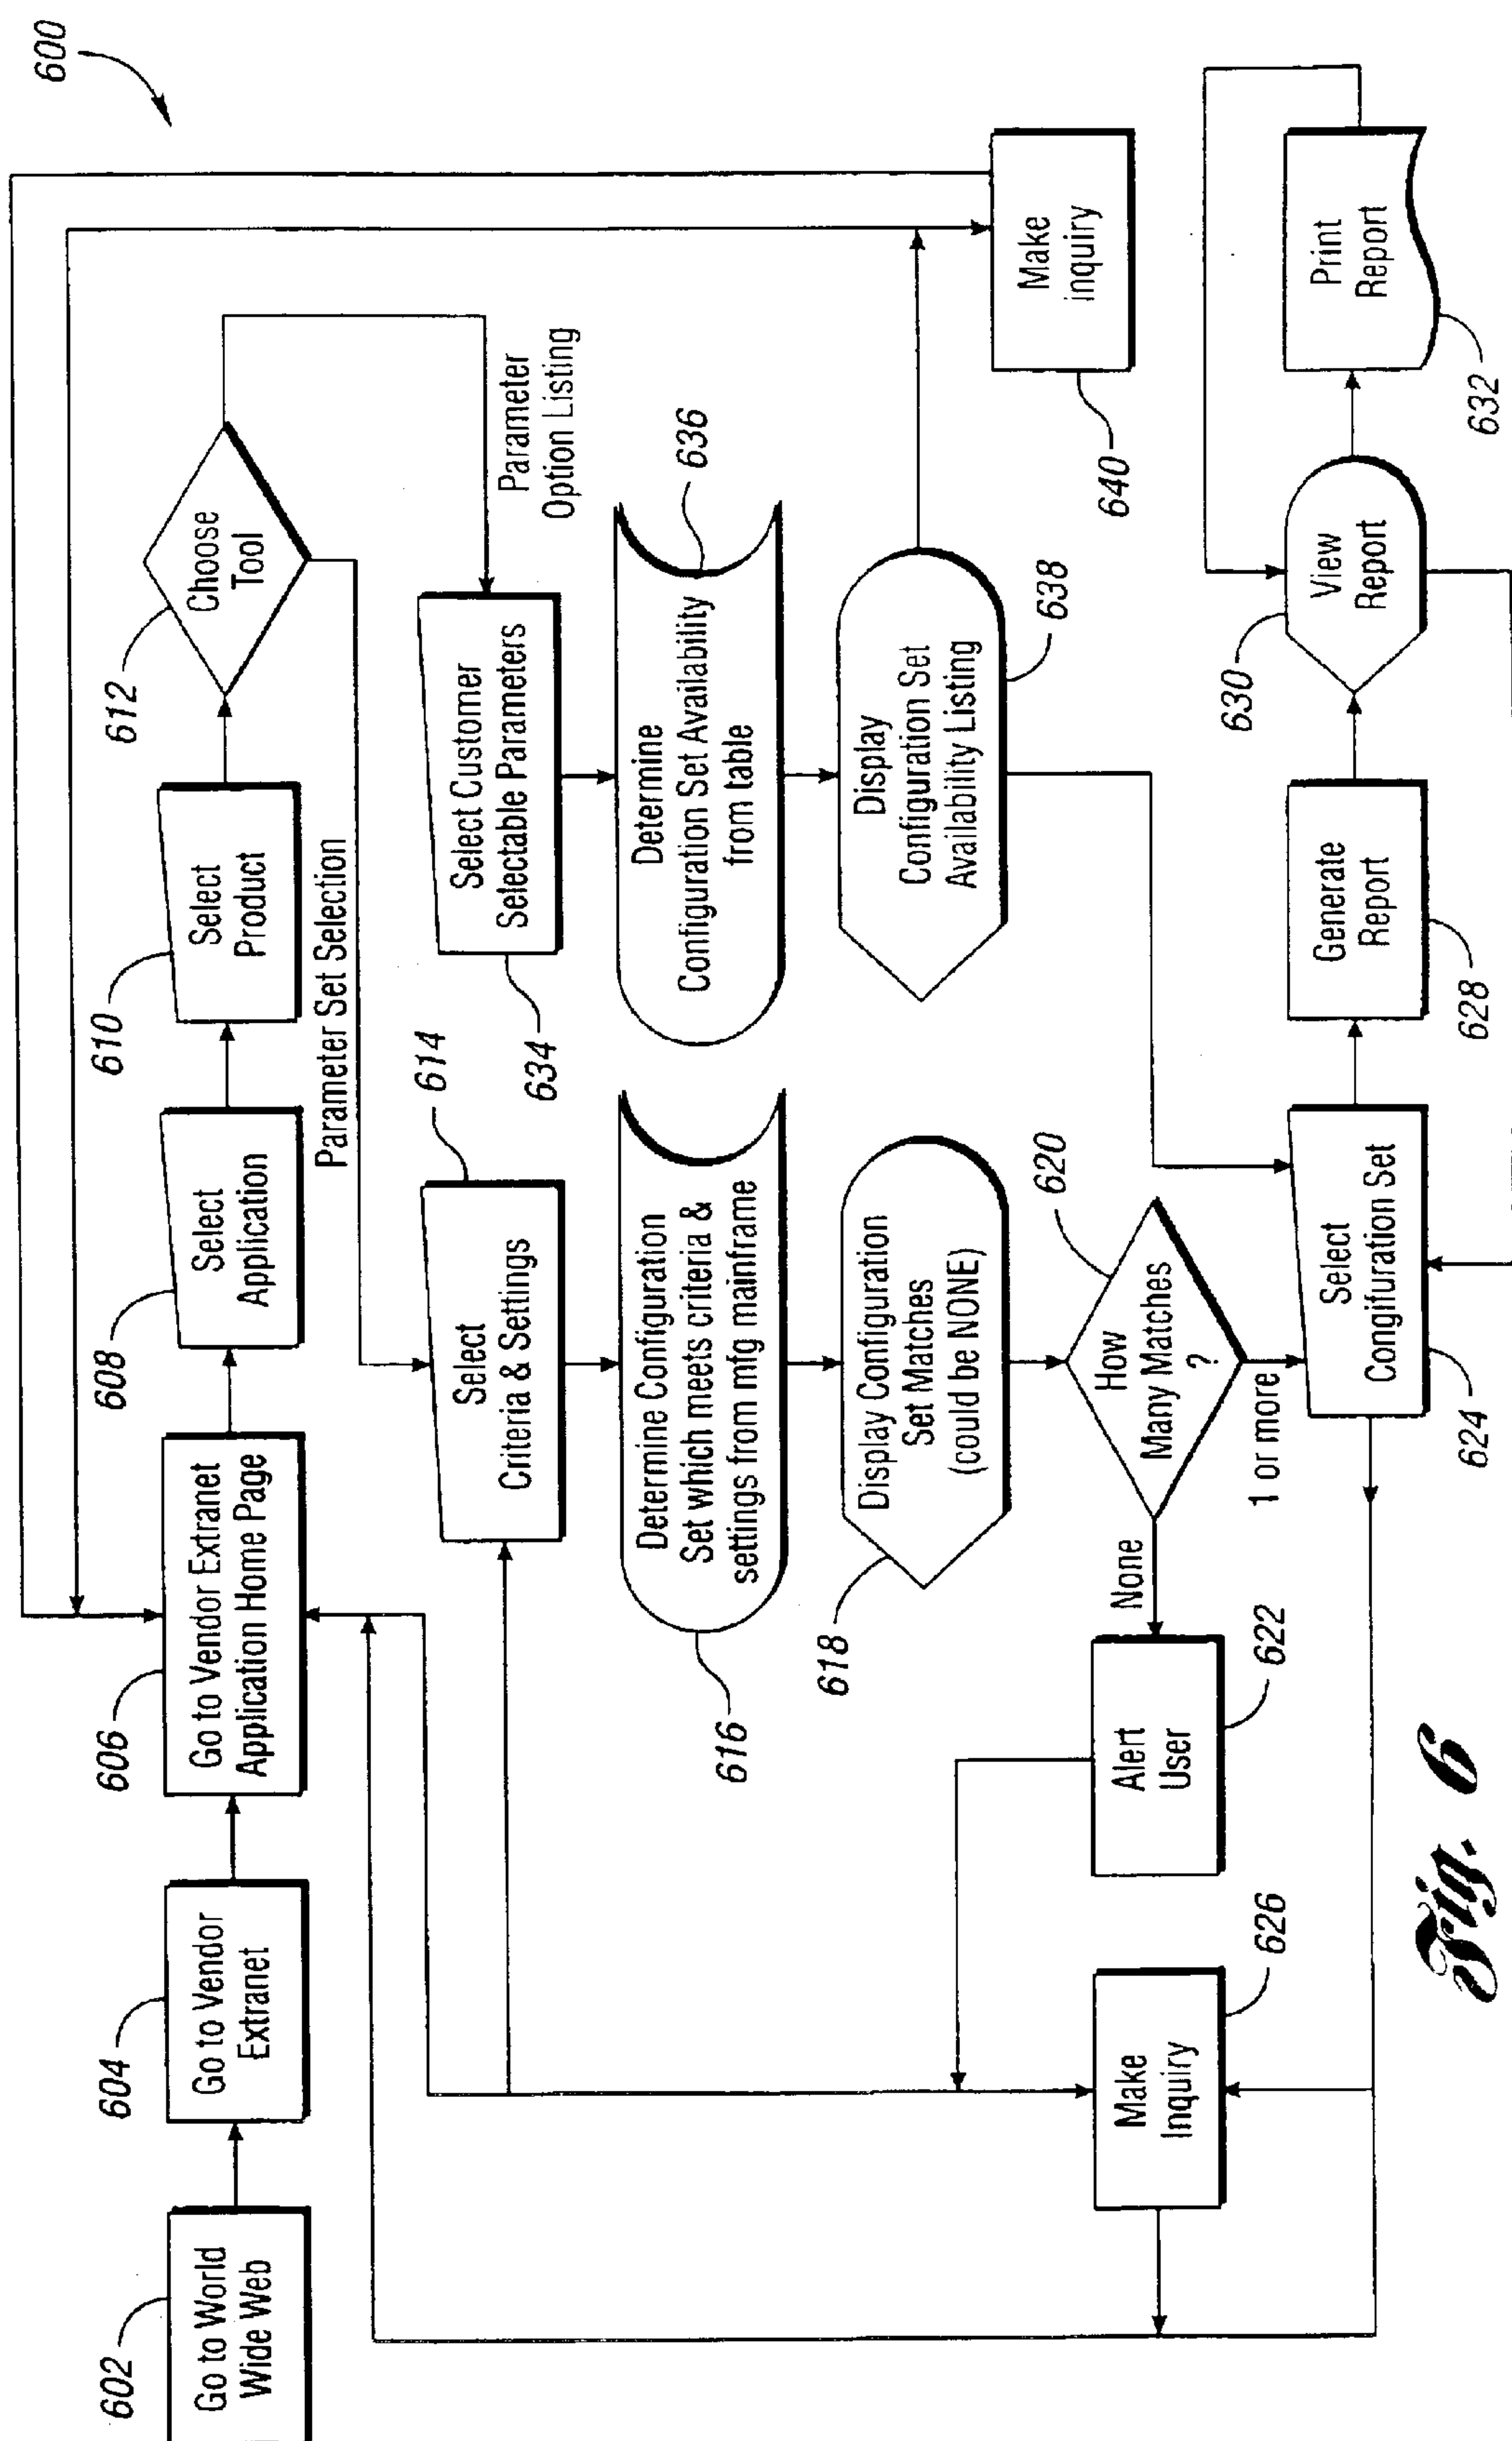 600
602
Go to World
Wide Web
604
Go to Vendor
Extranet
606
Go to Vendor Extranet
Application Home Page
608
Select
Application
610
Select
Product
612
Choose
Tool
Parameter Set Selection
Parameter
Option Listing
614
Select
Criteria & Settings
634
Select Customer
Selectable Parameters
616
Determine Configuration
Set which meets criteria &
settings from mfg mainframe
636
Determine
Configuration Set Availability
from table
618
Display Configuration
Set Matches
(could be NONE)
638
Display
Configuration Set
Availability Listing
620
How
Many Matches
?
None
1 or more
622
Alert
User
626
Make
Inquiry
640
Make
inquiry
624
Select
Congifuration Set
628
Generate
Report
630
View
Report
632
Print
Report
Fig. 6